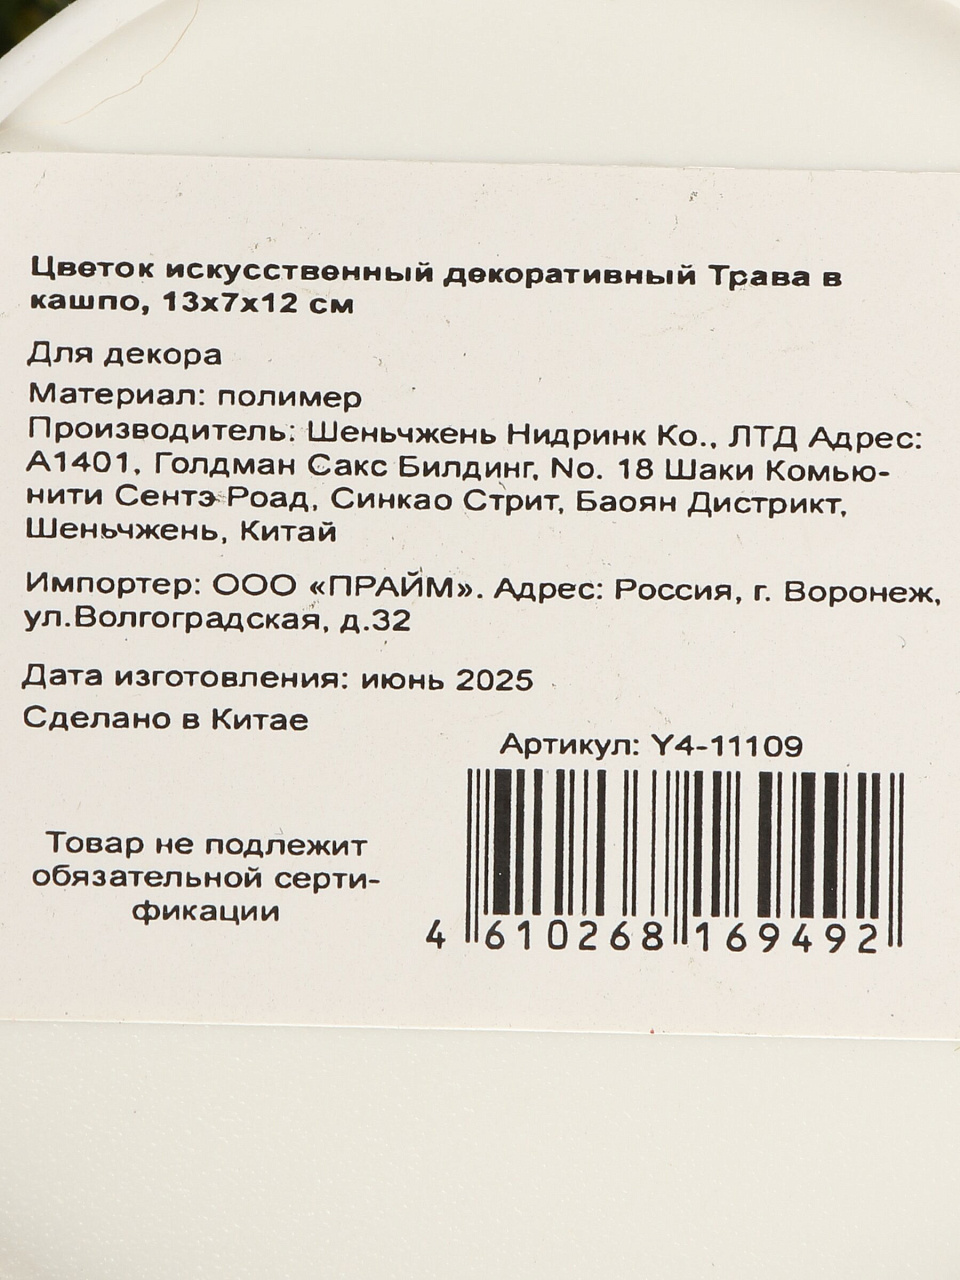 Цветок искусственный декоративный Трава в
кашпо, 13х7х12 см
Для декора
Материал: полимер
Производитель: Шеньчжень Нидринк Ко., ЛТД Адрес:
А1401, Голдман Сакс Билдинг, No. 18 Шаки Комью-
нити Сентэ Роад, Синкао Стрит, Баоян Дистрикт,
Шеньчжень, Китай
Импортер: ООО «ПРАЙМ». Адрес: Россия, г. Воронеж,
ул.Волгоградская, д.32
Дата изготовления: июнь 2025
Сделано в Китае
Артикул: Y4-11109
Товар не подлежит
обязательной серти-
фикации
4 610268 169492